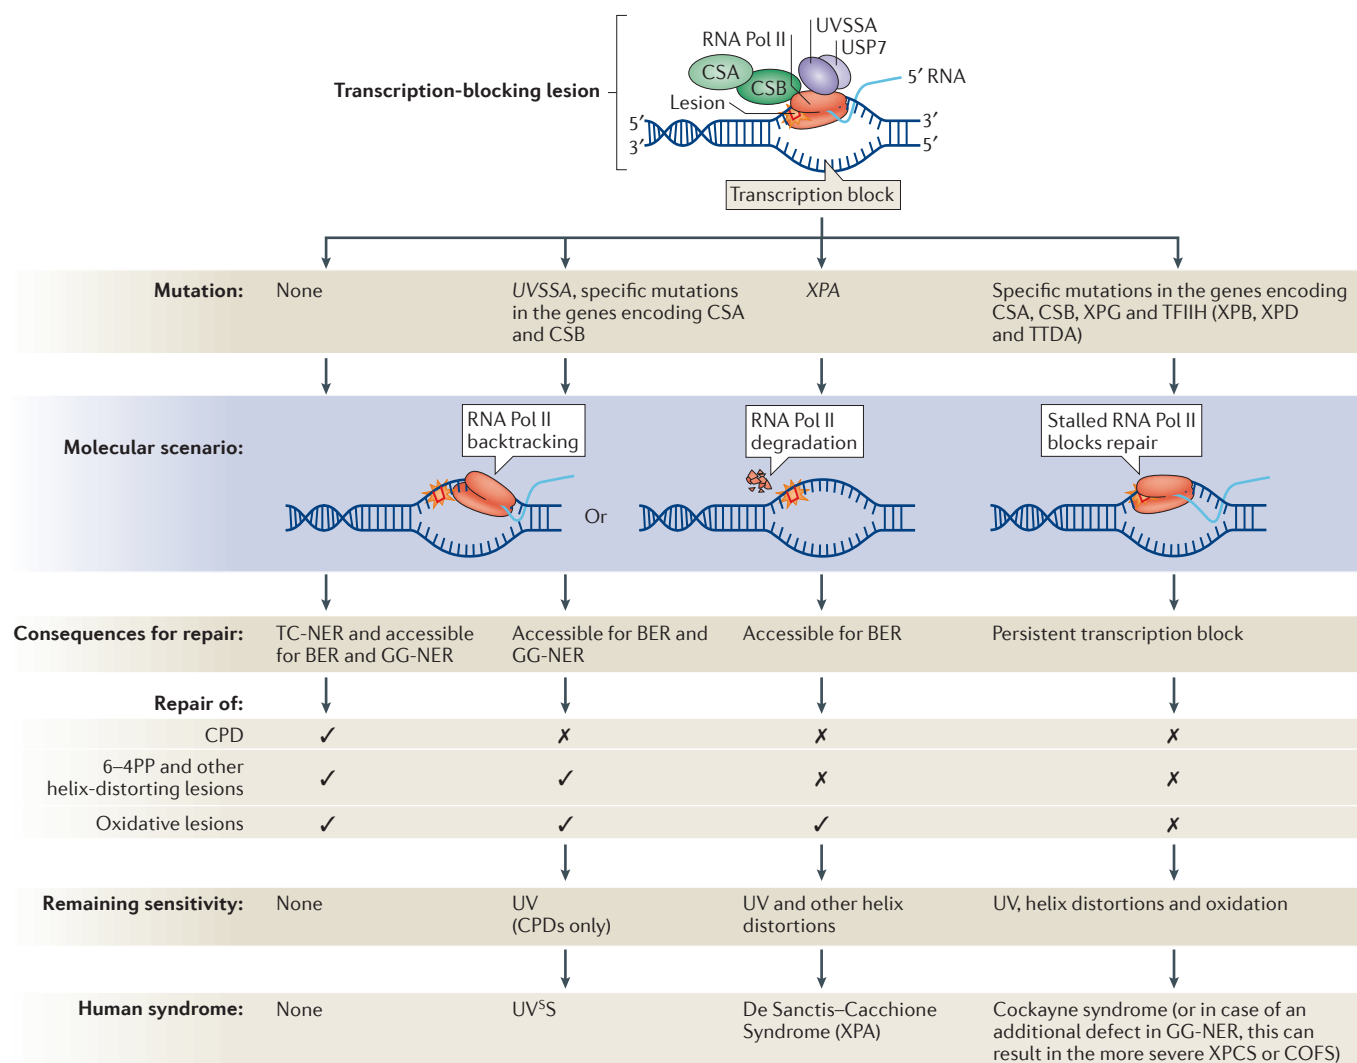 UVSSA
RNA Pol II
USP7
CSA
CSB
5′ RNA
Transcription-blocking lesion
Lesion
5′
3′
3′
5′
Transcription block
Mutation:
None
UVSSA, specific mutations
in the genes encoding CSA
and CSB
XPA
Specific mutations in the genes encoding
CSA, CSB, XPG and TFIIH (XPB, XPD
and TTDA)
Molecular scenario:
RNA Pol II
backtracking
Or
RNA Pol II
degradation
Stalled RNA Pol II
blocks repair
Consequences for repair:
TC-NER and accessible
for BER and GG-NER
Accessible for BER and
GG-NER
Accessible for BER
Persistent transcription block
Repair of:
CPD
✓ ✗ ✗ ✗
6–4PP and other
helix-distorting lesions
✓ ✓ ✗ ✗
Oxidative lesions
✓ ✓ ✓ ✗
Remaining sensitivity:
None
UV
(CPDs only)
UV and other helix
distortions
UV, helix distortions and oxidation
Human syndrome:
None
UVˢS
De Sanctis–Cacchione
Syndrome (XPA)
Cockayne syndrome (or in case of an
additional defect in GG-NER, this can
result in the more severe XPCS or COFS)